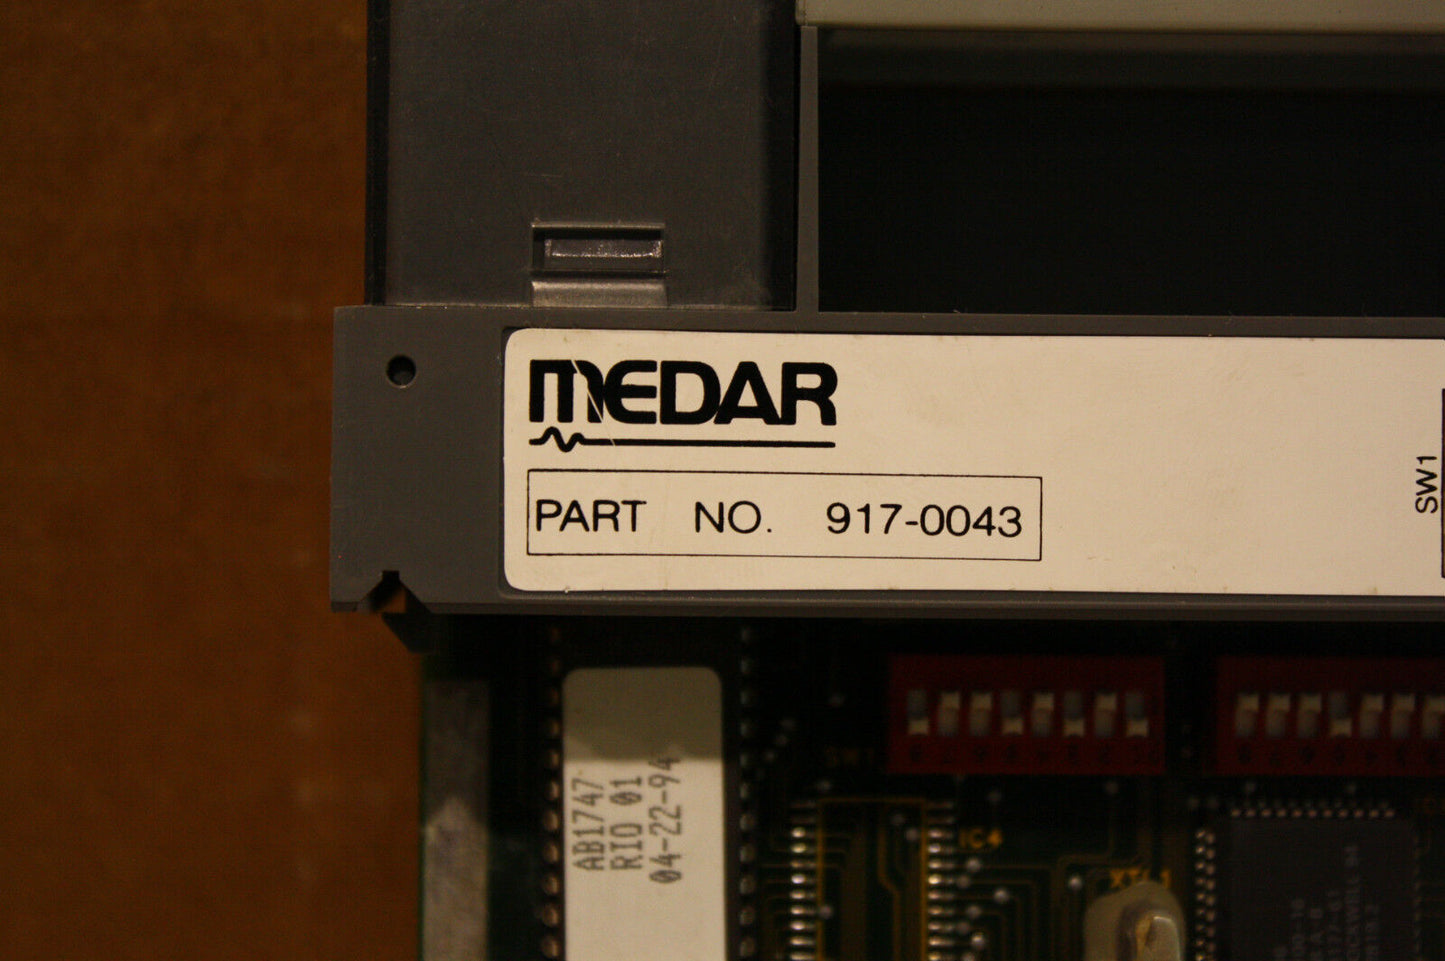 MEDAR
PART NO. 917-0043
SW1
AB1747
RIO 01
04-22-94
IC4